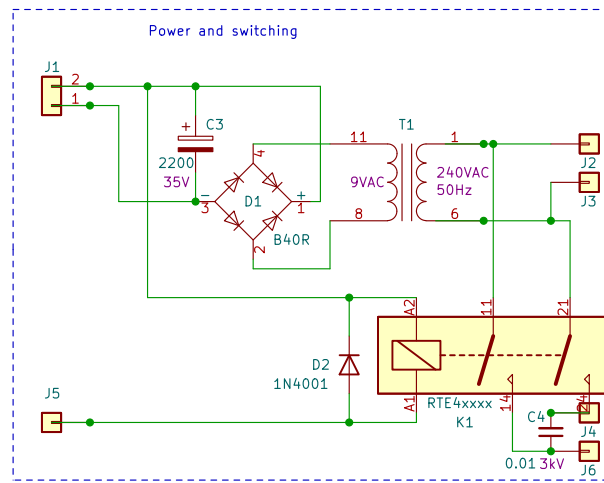 Power and switching
J1
2
1
C3
+
2200
35V
4
D1
−
3
+
1
2
B40R
T1
11
1
9VAC
240VAC
50Hz
8
6
J2
J3
A2
11
21
D2
1N4001
A1
RTE4xxxx
K1
14
24
J5
C4
0.01
3kV
J4
J6